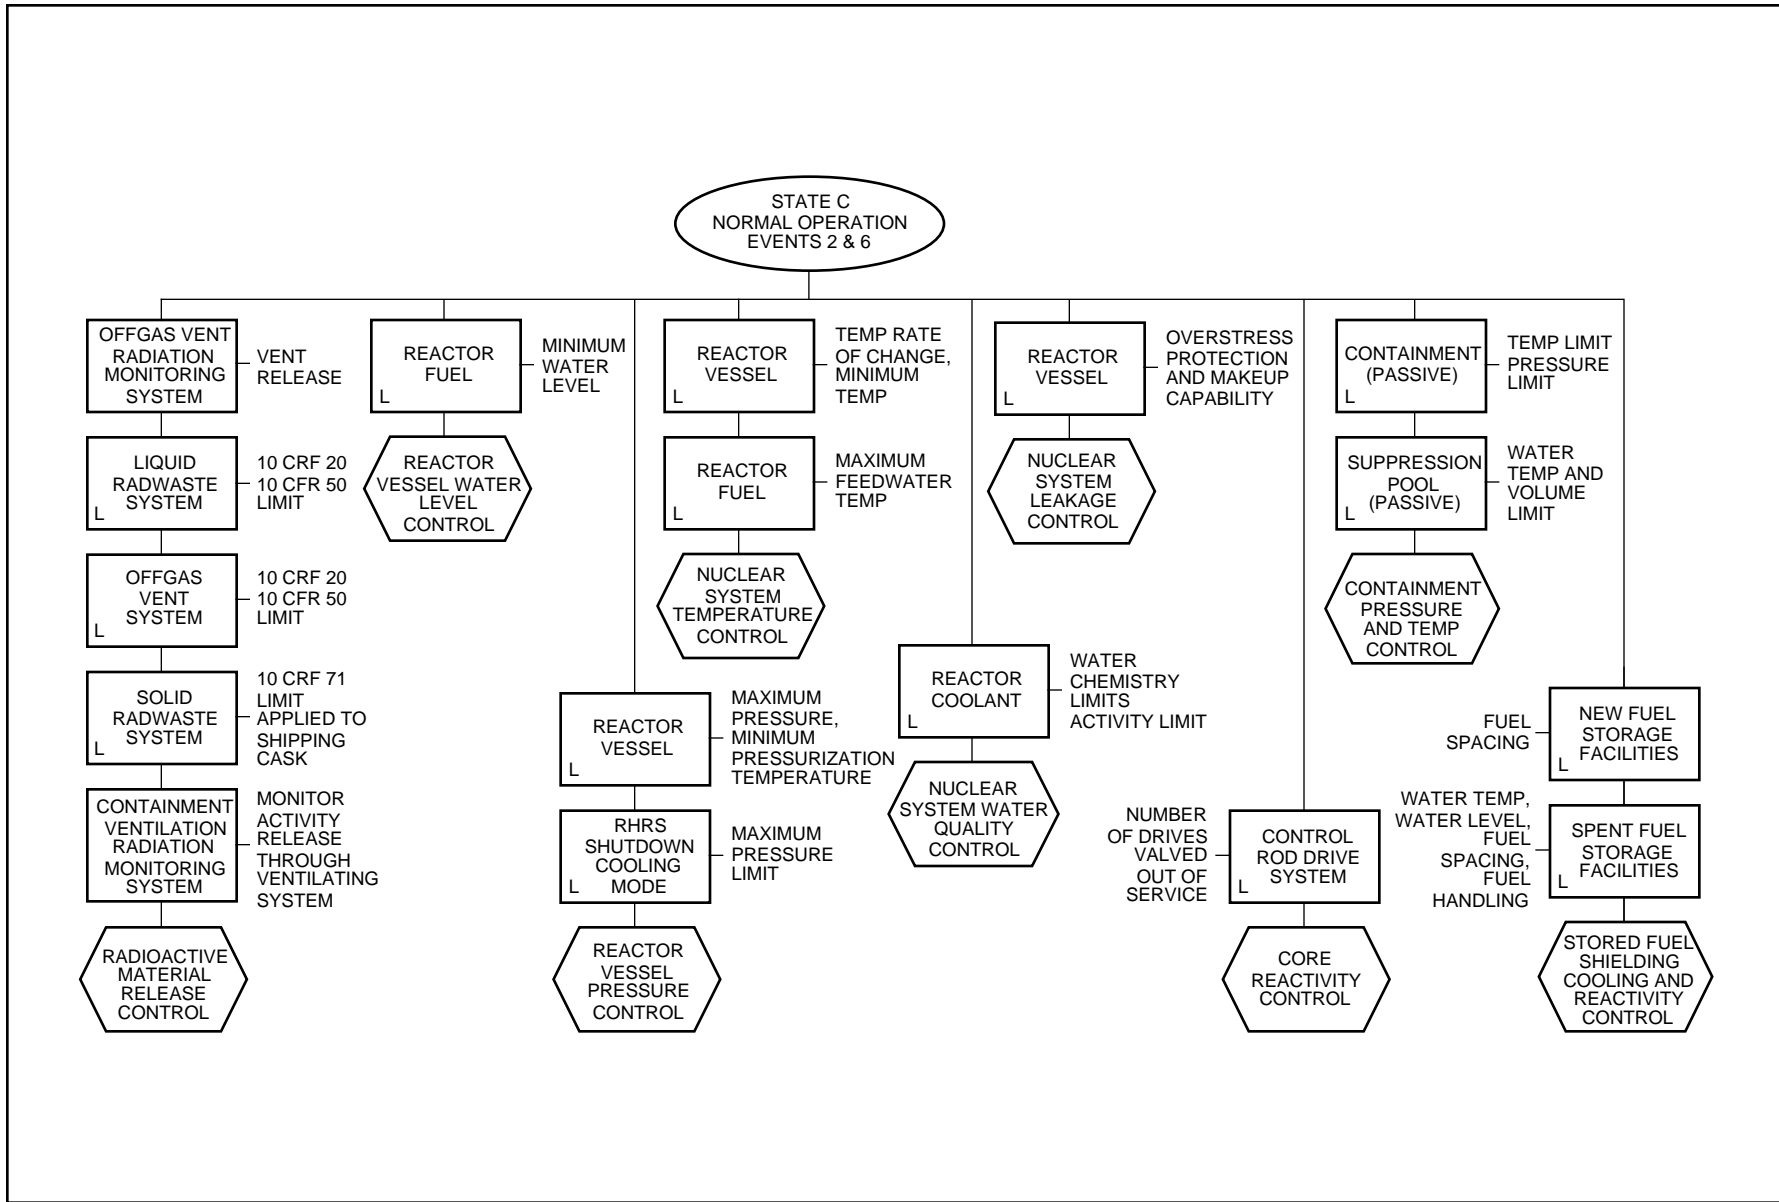 STATE C
NORMAL OPERATION
EVENTS 2 & 6
OFFGAS VENT
RADIATION
MONITORING
SYSTEM
L
VENT
RELEASE
LIQUID
RADWASTE
SYSTEM
L
10 CRF 20
10 CFR 50
LIMIT
OFFGAS
VENT
SYSTEM
L
10 CRF 20
10 CFR 50
LIMIT
SOLID
RADWASTE
SYSTEM
L
10 CRF 71
LIMIT
APPLIED TO
SHIPPING
CASK
CONTAINMENT
VENTILATION
RADIATION
MONITORING
SYSTEM
L
MONITOR
ACTIVITY
RELEASE
THROUGH
VENTILATING
SYSTEM
RADIOACTIVE
MATERIAL
RELEASE
CONTROL
REACTOR
FUEL
L
MINIMUM
WATER
LEVEL
REACTOR
VESSEL WATER
LEVEL
CONTROL
REACTOR
VESSEL
L
MAXIMUM
PRESSURE,
MINIMUM
PRESSURIZATION
TEMPERATURE
RHRS
SHUTDOWN
COOLING
MODE
L
MAXIMUM
PRESSURE
LIMIT
REACTOR
VESSEL
PRESSURE
CONTROL
REACTOR
VESSEL
L
TEMP RATE
OF CHANGE,
MINIMUM
TEMP
REACTOR
FUEL
L
MAXIMUM
FEEDWATER
TEMP
NUCLEAR
SYSTEM
TEMPERATURE
CONTROL
REACTOR
COOLANT
L
WATER
CHEMISTRY
LIMITS
ACTIVITY LIMIT
NUCLEAR
SYSTEM WATER
QUALITY
CONTROL
REACTOR
VESSEL
L
OVERSTRESS
PROTECTION
AND MAKEUP
CAPABILITY
NUCLEAR
SYSTEM
LEAKAGE
CONTROL
NUMBER
OF DRIVES
VALVED
OUT OF
SERVICE
CONTROL
ROD DRIVE
SYSTEM
L
CORE
REACTIVITY
CONTROL
CONTAINMENT
(PASSIVE)
L
TEMP LIMIT
PRESSURE
LIMIT
SUPPRESSION
POOL
(PASSIVE)
L
WATER
TEMP AND
VOLUME
LIMIT
CONTAINMENT
PRESSURE
AND TEMP
CONTROL
FUEL
SPACING
NEW FUEL
STORAGE
FACILITIES
L
WATER TEMP,
WATER LEVEL,
FUEL
SPACING,
FUEL
HANDLING
SPENT FUEL
STORAGE
FACILITIES
L
STORED FUEL
SHIELDING
COOLING AND
REACTIVITY
CONTROL